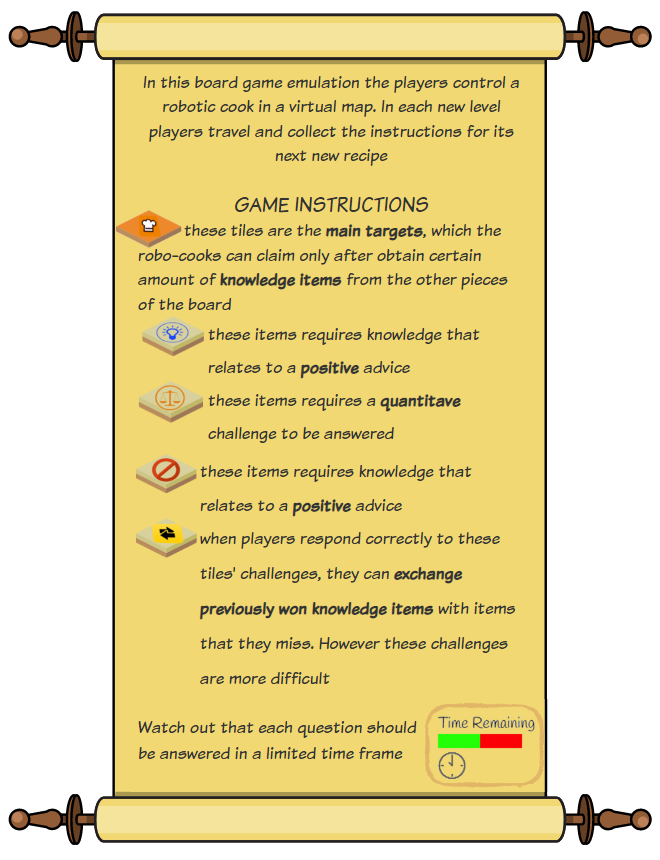 In this board game emulation the players control a
robotic cook in a virtual map. In each new level
players travel and collect the instructions for its
next new recipe
GAME INSTRUCTIONS
these tiles are the main targets, which the
robo-cooks can claim only after obtain certain
amount of knowledge items from the other pieces
of the board
these items requires knowledge that
relates to a positive advice
these items requires a quantitave
challenge to be answered
these items requires knowledge that
relates to a positive advice
when players respond correctly to these
tiles' challenges, they can exchange
previously won knowledge items with items
that they miss. However these challenges
are more difficult
Watch out that each question should
be answered in a limited time frame
Time Remaining